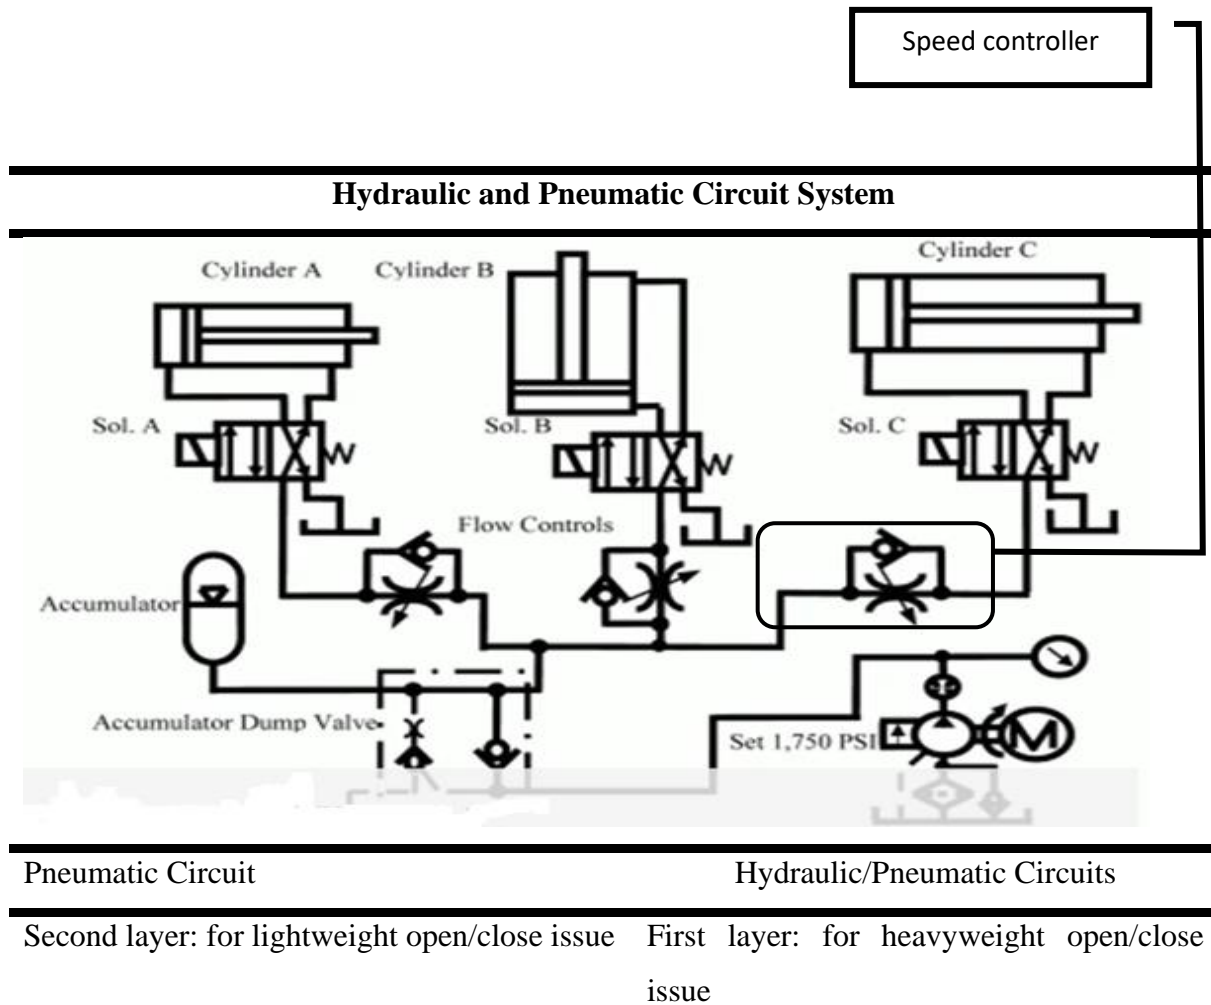 Speed controller
Hydraulic and Pneumatic Circuit System
Cylinder A
Cylinder B
Cylinder C
Sol. A
Sol. B
Sol. C
Flow Controls
Accumulator
Accumulator Dump Valve
Set 1,750 PSI
M
Pneumatic Circuit
Hydraulic/Pneumatic Circuits
Second layer: for lightweight open/close issue
First layer: for heavyweight open/close
issue